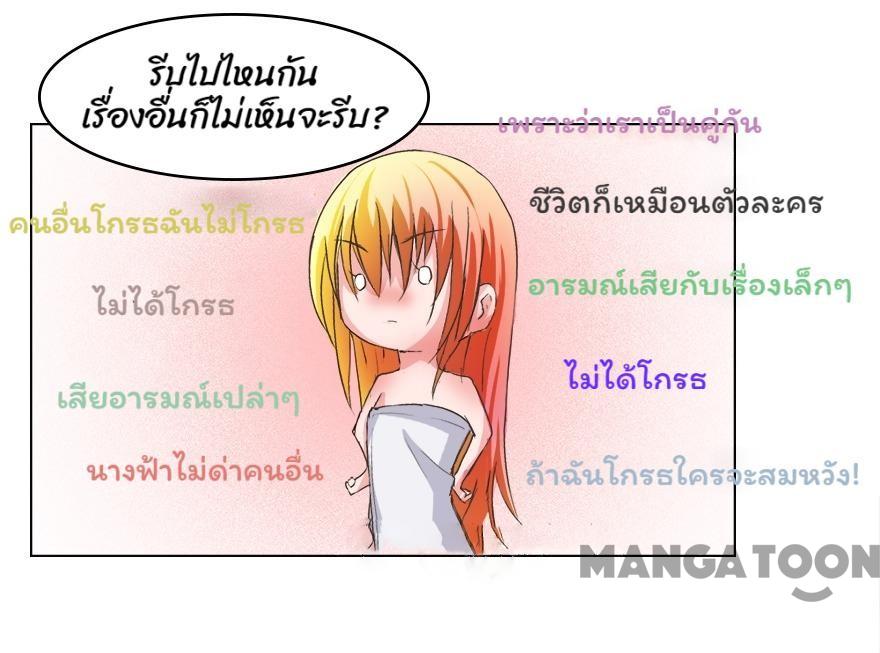 รีบไปไหนกัน
เรื่องอื่นก็ไม่เห็นจะรีบ?
เพราะว่าเราเป็นคู่กัน
ชีวิตก็เหมือนตัวละคร
คนอื่นโกรธฉันไม่โกรธ
อารมณ์เสียกับเรื่องเล็กๆ
ไม่ได้โกรธ
ไม่ได้โกรธ
เสียอารมณ์เปล่าๆ
นางฟ้าไม่ด่าคนอื่น
ถ้าฉันโกรธใครจะสมหวัง!
MANGATOON